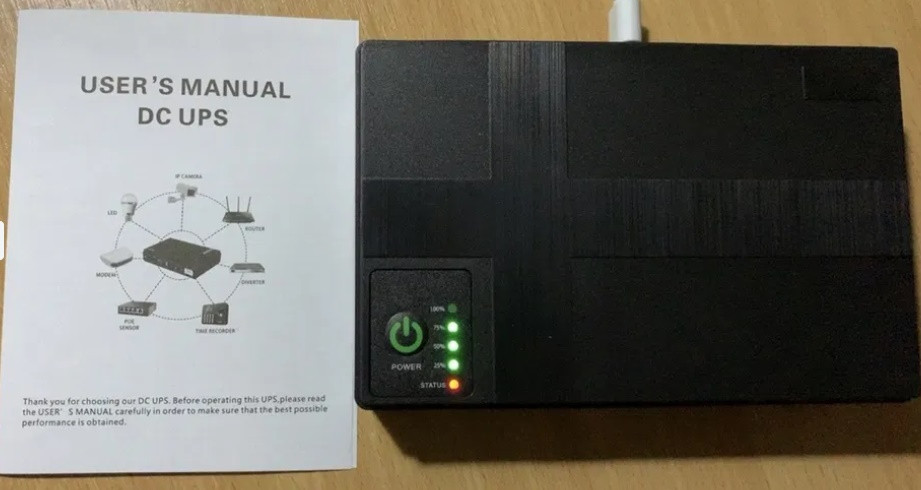 USER'S MANUAL
DC UPS
IP CAMERA
LED
ROUTER
MODEM
DIVERTER
POE
SENSOR
TIME RECORDER
Thank you for choosing our DC UPS. Before operating this UPS,please read
the USER' S MANUAL carefully in order to make sure that the best possible
performance is obtained.
100%
75%
50%
25%
POWER
STATUS